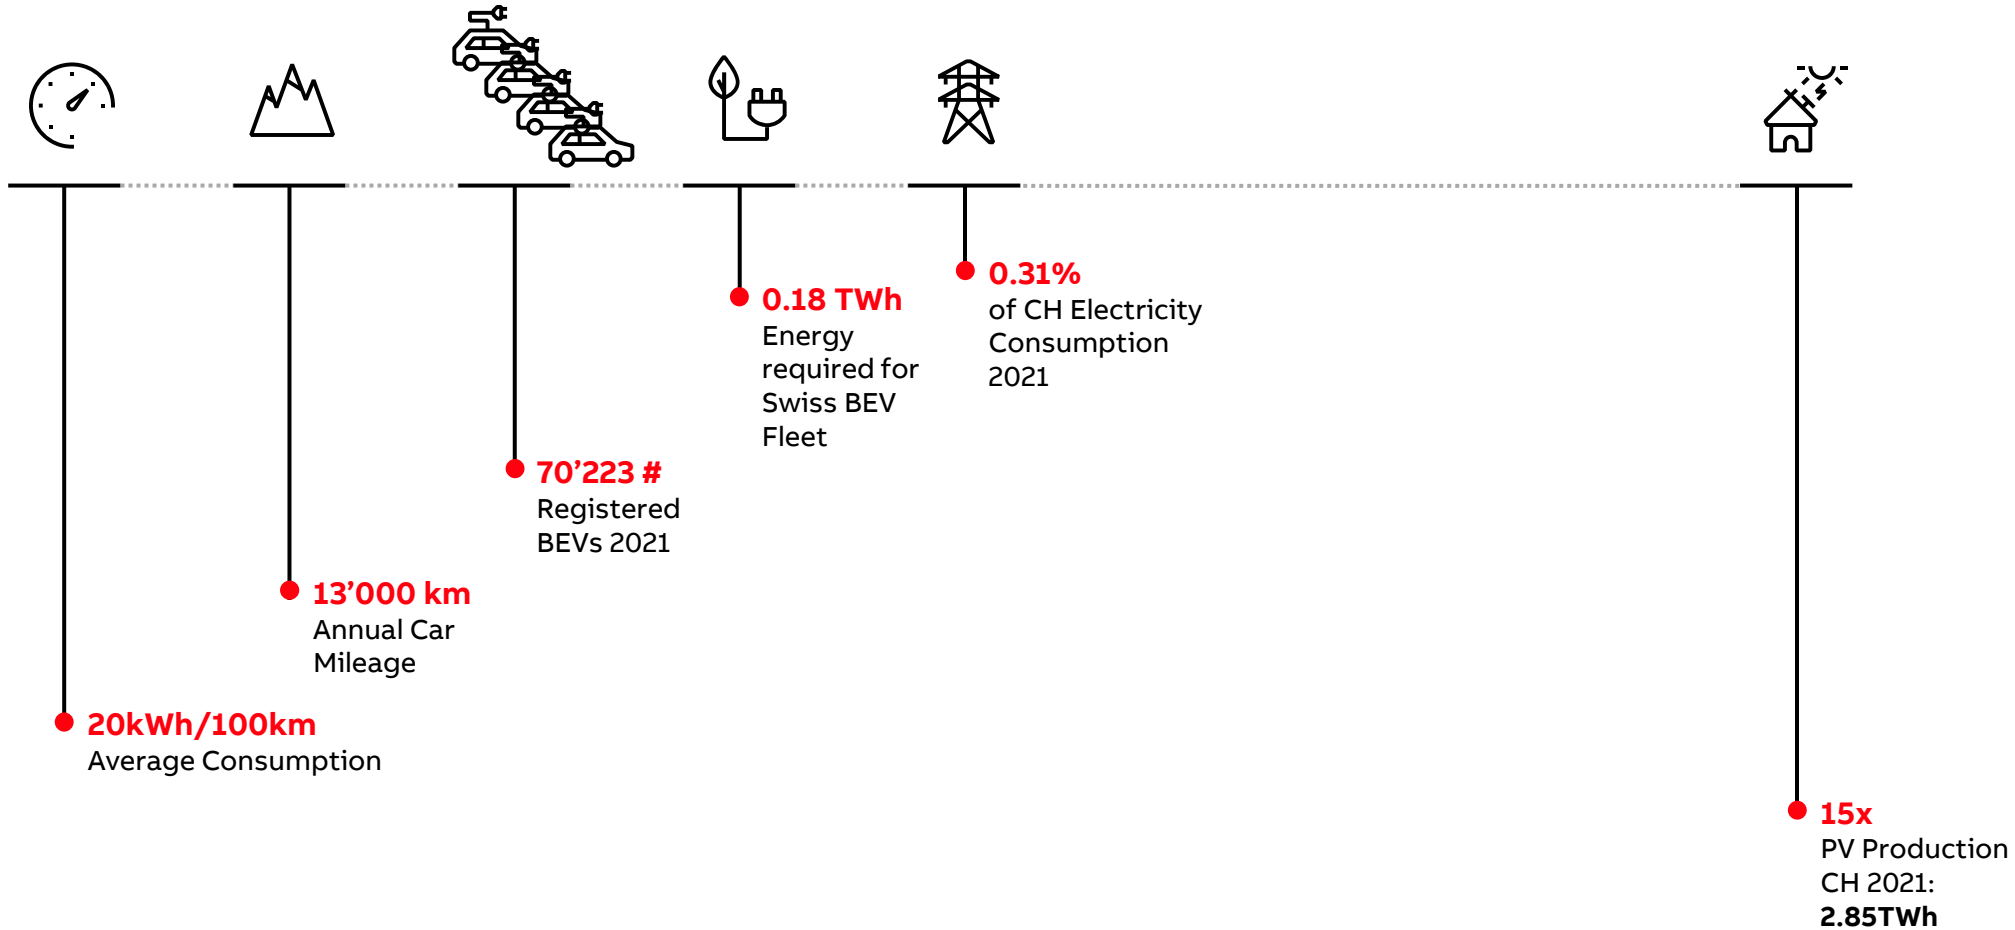 20kWh/100km
Average Consumption
13’000 km
Annual Car
Mileage
70’223 #
Registered
BEVs 2021
0.18 TWh
Energy
required for
Swiss BEV
Fleet
0.31%
of CH Electricity
Consumption
2021
15x
PV Production
CH 2021:
2.85TWh